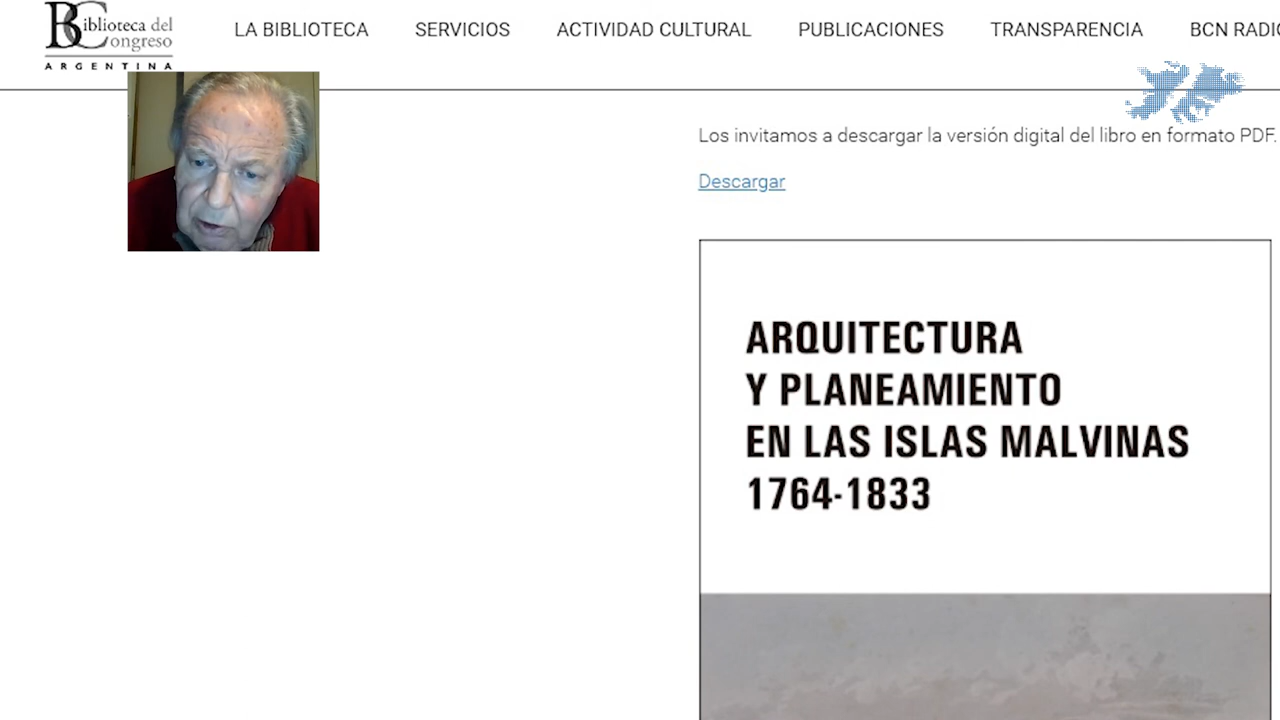 Biblioteca del
Congreso
ARGENTINA
LA BIBLIOTECA
SERVICIOS
ACTIVIDAD CULTURAL
PUBLICACIONES
TRANSPARENCIA
BCN RADIO
Los invitamos a descargar la versión digital del libro en formato PDF.
Descargar
ARQUITECTURA
Y PLANEAMIENTO
EN LAS ISLAS MALVINAS
1764-1833